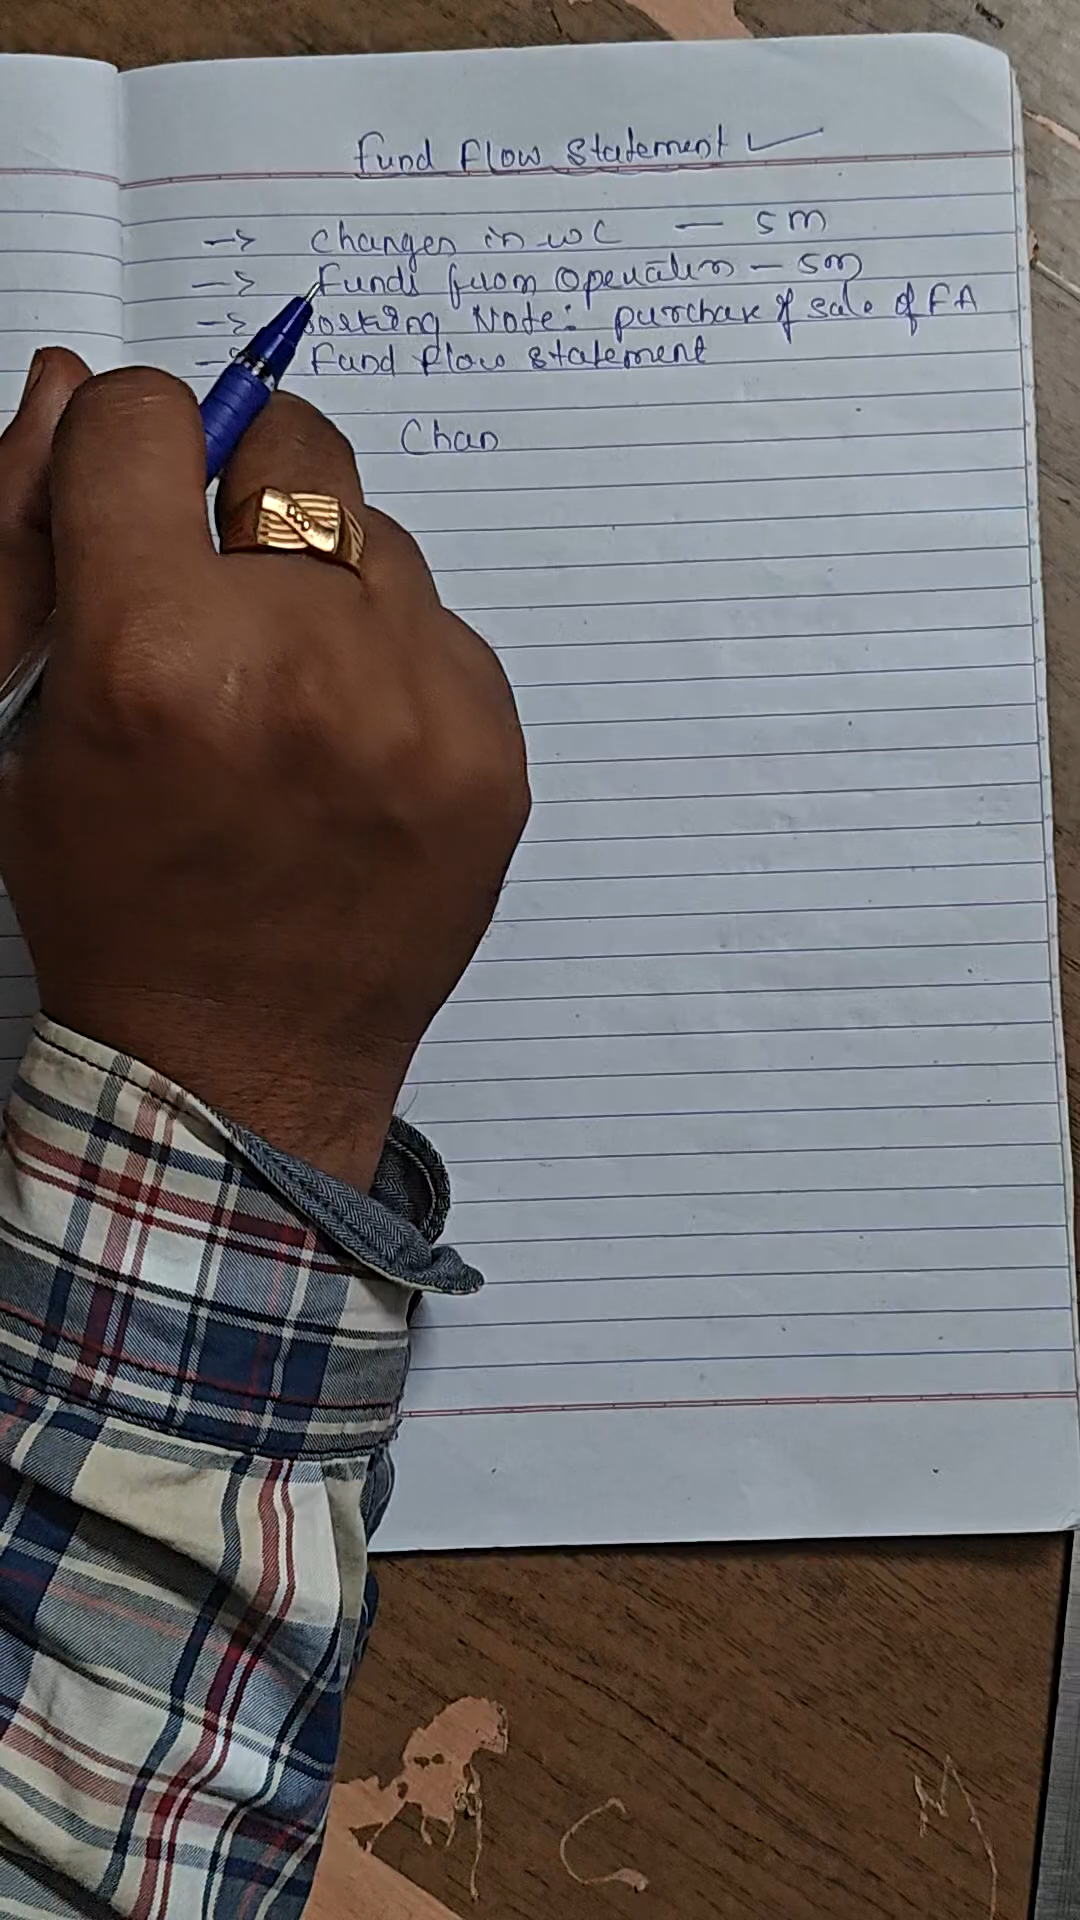 Fund Flow Statement ✓
-> Changes in WC — 5m
-> Funds from Operation — 5m
-> Working Note: purchase & sale of FA
-> Fund Flow Statement
Chan
M C M